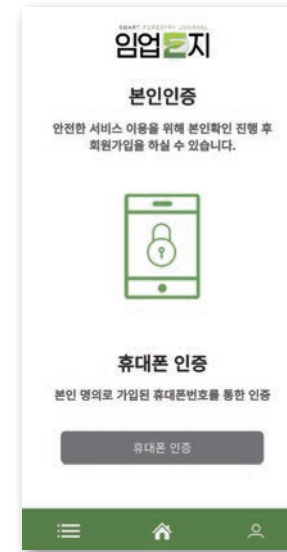 SMART FORESTRY JOURNAL
임업E지
본인인증
안전한 서비스 이용을 위해 본인확인 진행 후
회원가입을 하실 수 있습니다.
휴대폰 인증
본인 명의로 가입된 휴대폰번호를 통한 인증
휴대폰 인증